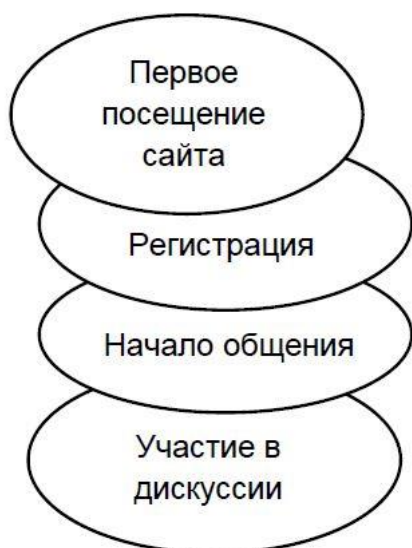 Первое
посещение
сайта
Регистрация
Начало общения
Участие в
дискуссии